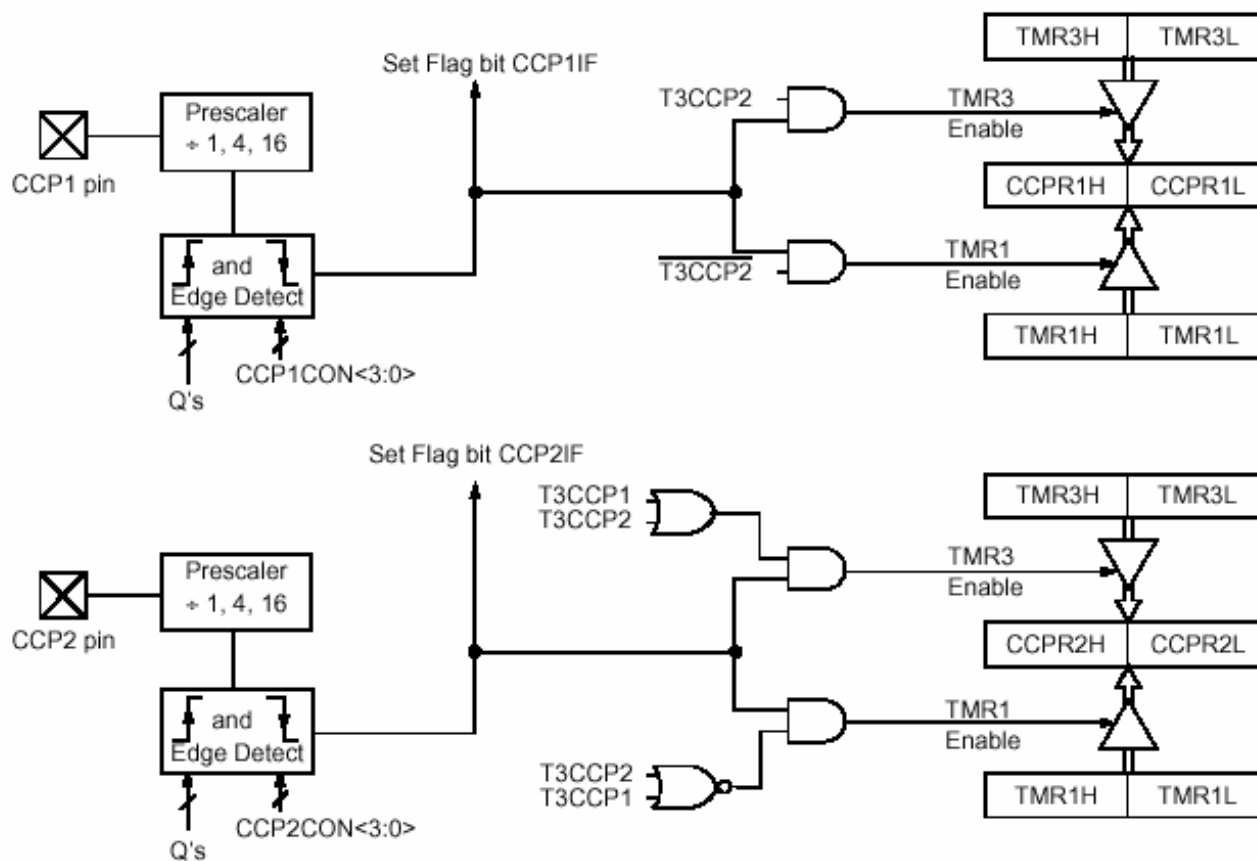 TMR3H TMR3L
Set Flag bit CCP1IF
Prescaler
÷ 1, 4, 16
T3CCP2
TMR3
Enable
CCP1 pin
CCPR1H CCPR1L
and
Edge Detect
T3CCP2
TMR1
Enable
TMR1H TMR1L
CCP1CON<3:0>
Q's
Set Flag bit CCP2IF
TMR3H TMR3L
T3CCP1
T3CCP2
Prescaler
÷ 1, 4, 16
TMR3
Enable
CCP2 pin
CCPR2H CCPR2L
and
Edge Detect
TMR1
Enable
T3CCP2
T3CCP1
TMR1H TMR1L
CCP2CON<3:0>
Q's